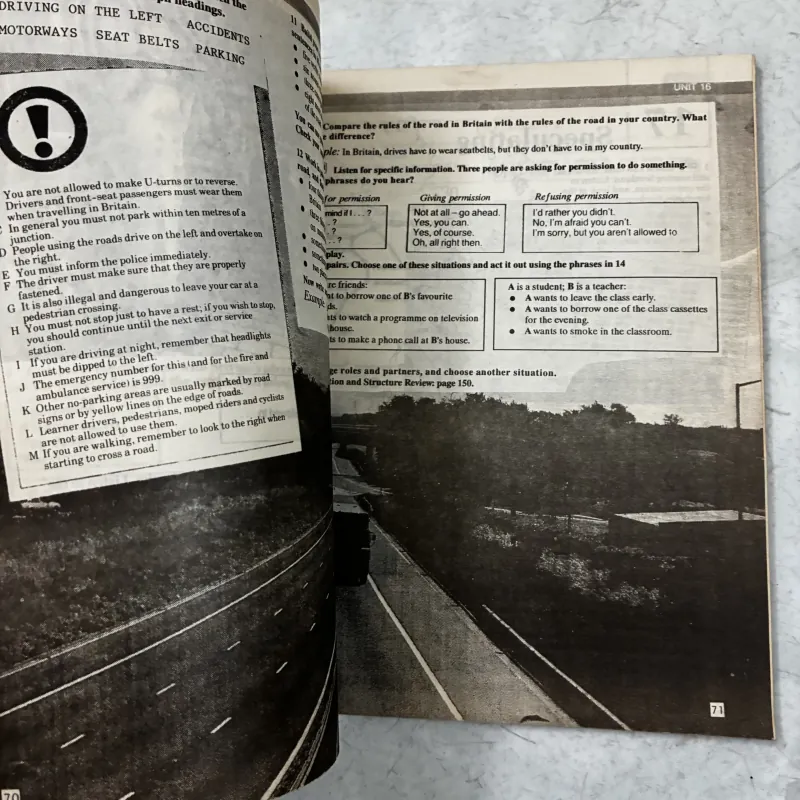 the
headings.
DRIVING ON THE LEFT ACCIDENTS
MOTORWAYS SEAT BELTS PARKING
You are not allowed to make U-turns or to reverse.
Drivers and front-seat passengers must wear them
when travelling in Britain.
In general you must not park within ten metres of a
junction.
D People using the roads drive on the left and overtake on
the right.
E You must inform the police immediately.
F The driver must make sure that they are properly
fastened.
G It is also illegal and dangerous to leave your car at a
pedestrian crossing.
H You must not stop just to have a rest; if you wish to stop,
you should continue until the next exit or service
station.
I If you are driving at night, remember that headlights
must be dipped to the left.
J The emergency number for this (and for the fire and
ambulance service) is 999.
K Other no-parking areas are usually marked by road
signs or by yellow lines on the edge of roads.
L Learner drivers, pedestrians, moped riders and cyclists
are not allowed to use them.
M If you are walking, remember to look to the right when
starting to cross a road.
70
11
12
UNIT 16
Compare the rules of the road in Britain with the rules of the road in your country. What
difference?
In Britain, drives have to wear seatbelts, but they don't have to in my country.
Listen for specific information. Three people are asking for permission to do something.
phrases do you hear?
for permission
mind if I . . . ?
. ?
. . ?
Giving permission
Not at all – go ahead.
Yes, you can.
Yes, of course.
Oh, all right then.
Refusing permission
I'd rather you didn't.
No, I'm afraid you can't.
I'm sorry, but you aren't allowed to
play.
pairs. Choose one of these situations and act it out using the phrases in 14
are friends:
to borrow one of B's favourite
to watch a programme on television
house.
to make a phone call at B's house.
A is a student; B is a teacher:
● A wants to leave the class early.
● A wants to borrow one of the class cassettes
for the evening.
● A wants to smoke in the classroom.
roles and partners, and choose another situation.
and Structure Review: page 150.
71